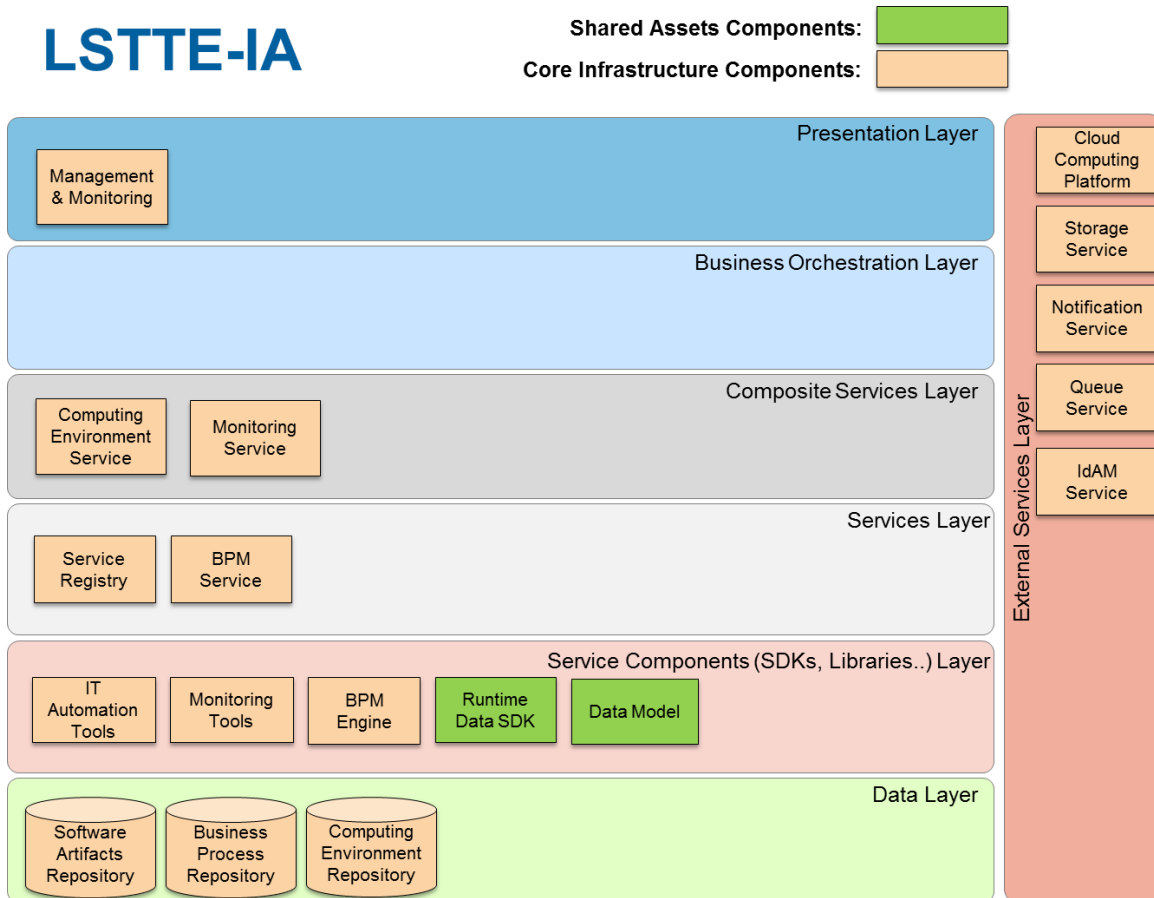 LSTTE-IA
Shared Assets Components:
Core Infrastructure Components:
Presentation Layer
Management
& Monitoring
Business Orchestration Layer
Composite Services Layer
Computing
Environment
Service
Monitoring
Service
Services Layer
Service
Registry
BPM
Service
Service Components (SDKs, Libraries..) Layer
IT
Automation
Tools
Monitoring
Tools
BPM
Engine
Runtime
Data SDK
Data Model
Data Layer
Software
Artifacts
Repository
Business
Process
Repository
Computing
Environment
Repository
External Services Layer
Cloud
Computing
Platform
Storage
Service
Notification
Service
Queue
Service
IdAM
Service